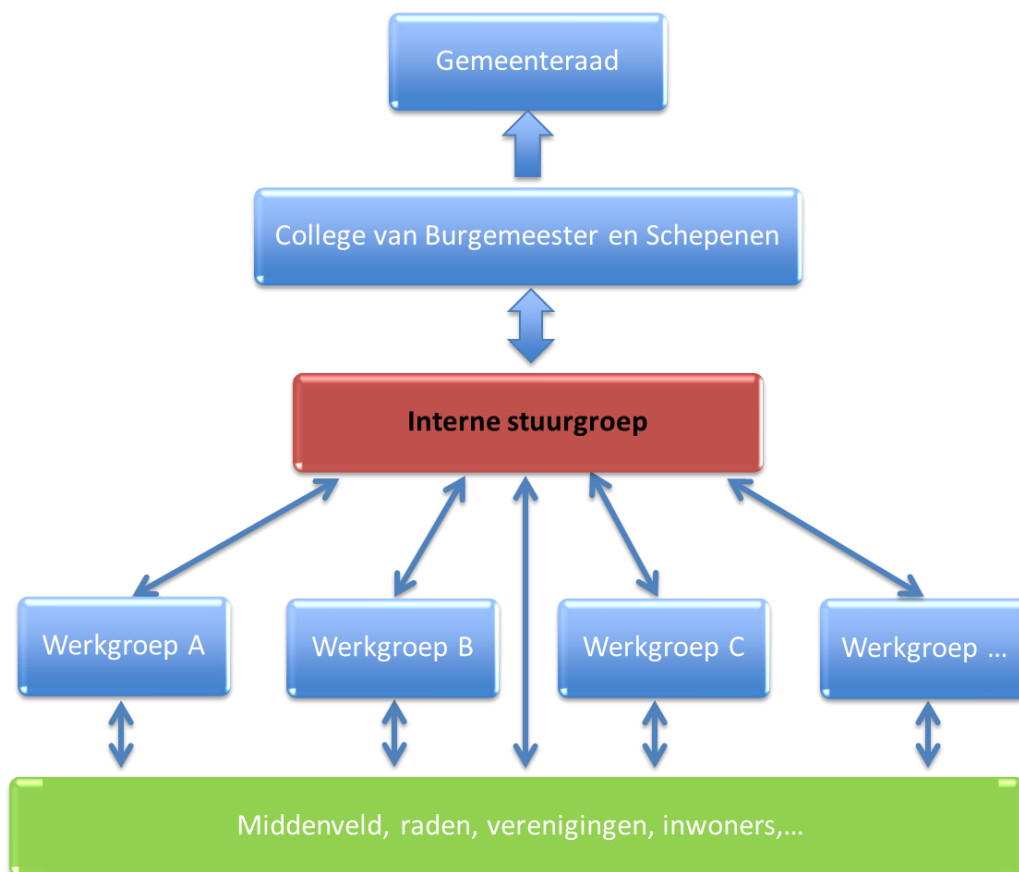 Gemeenteraad
College van Burgemeester en Schepenen
Interne stuurgroep
Werkgroep A
Werkgroep B
Werkgroep C
Werkgroep ...
Middenveld, raden, verenigingen, inwoners,...